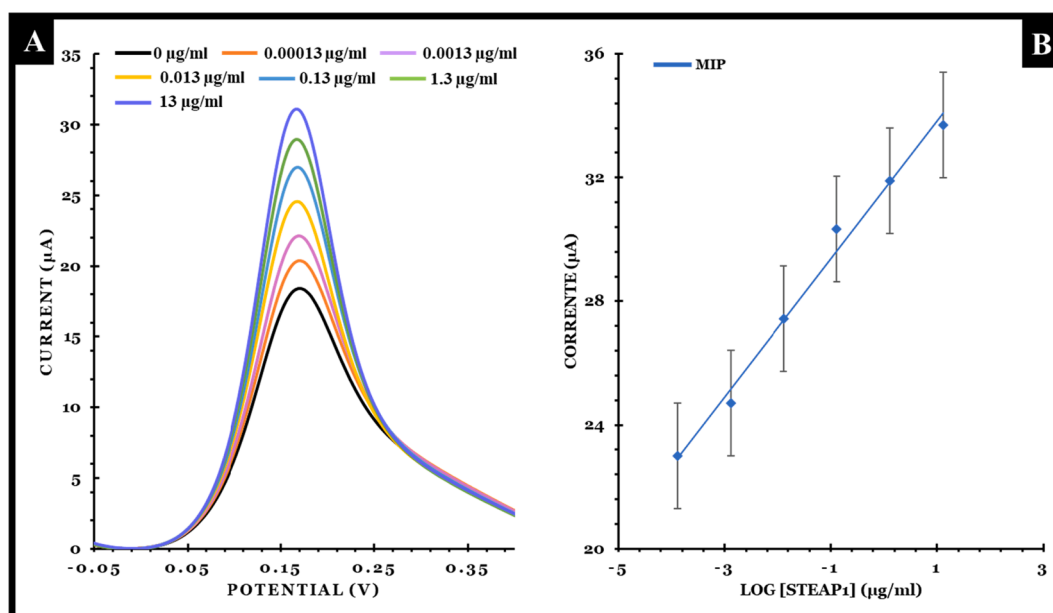 A
0 µg/ml 0.00013 µg/ml 0.0013 µg/ml
0.013 µg/ml 0.13 µg/ml 1.3 µg/ml
13 µg/ml
35
30
25
20
15
10
5
0
-0.05 0.05 0.15 0.25 0.35
CURRENT (µA)
POTENTIAL (V)
B
MIP
36
32
28
24
20
-5 -3 -1 1 3
CORRENTE (µA)
LOG [STEAP1] (µg/ml)